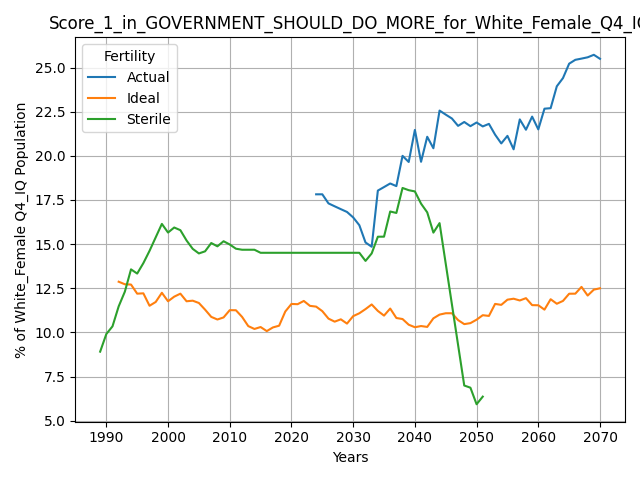 Score_1_in_GOVERNMENT_SHOULD_DO_MORE_for_White_Female_Q4_IQ
Fertility
Actual
Ideal
Sterile
% of White_Female Q4_IQ Population
25.0
22.5
20.0
17.5
15.0
12.5
10.0
7.5
5.0
1990 2000 2010 2020 2030 2040 2050 2060 2070
Years